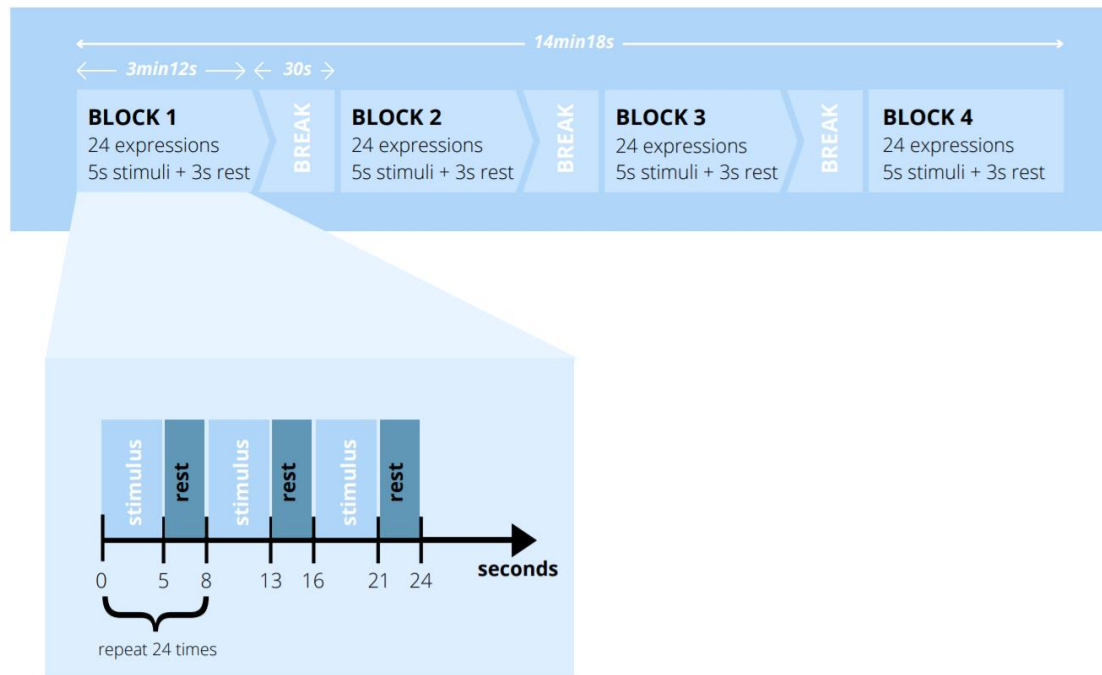 14min18s
3min12s
30s
BLOCK 1
24 expressions
5s stimuli + 3s rest
BREAK
BLOCK 2
24 expressions
5s stimuli + 3s rest
BREAK
BLOCK 3
24 expressions
5s stimuli + 3s rest
BREAK
BLOCK 4
24 expressions
5s stimuli + 3s rest
stimulus
rest
stimulus
rest
stimulus
rest
0 5 8 13 16 21 24
seconds
repeat 24 times